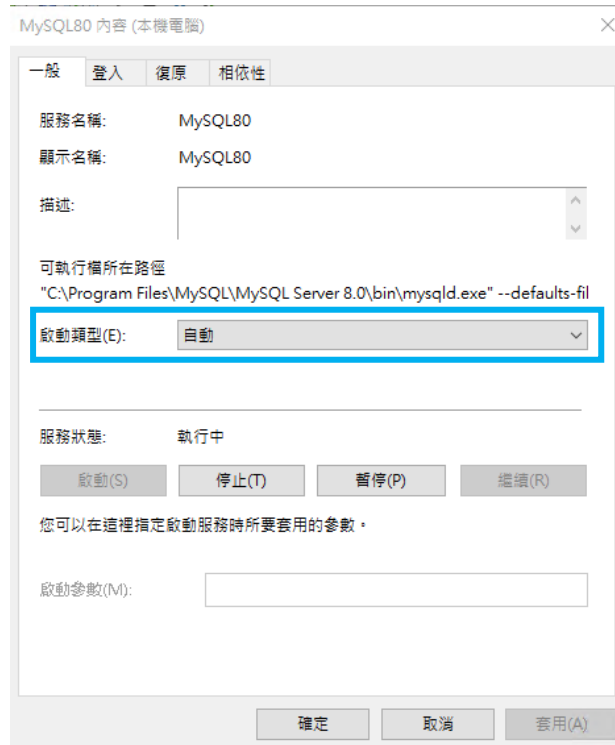 MySQL80 內容 (本機電腦)
一般 登入 復原 相依性
服務名稱: MySQL80
顯示名稱: MySQL80
描述:
可執行檔所在路徑
"C:\Program Files\MySQL\MySQL Server 8.0\bin\mysqld.exe" --defaults-fil
啟動類型(E): 自動
服務狀態: 執行中
啟動(S) 停止(T) 暫停(P) 繼續(R)
您可以在這裡指定啟動服務時所要套用的參數。
啟動參數(M):
確定 取消 套用(A)